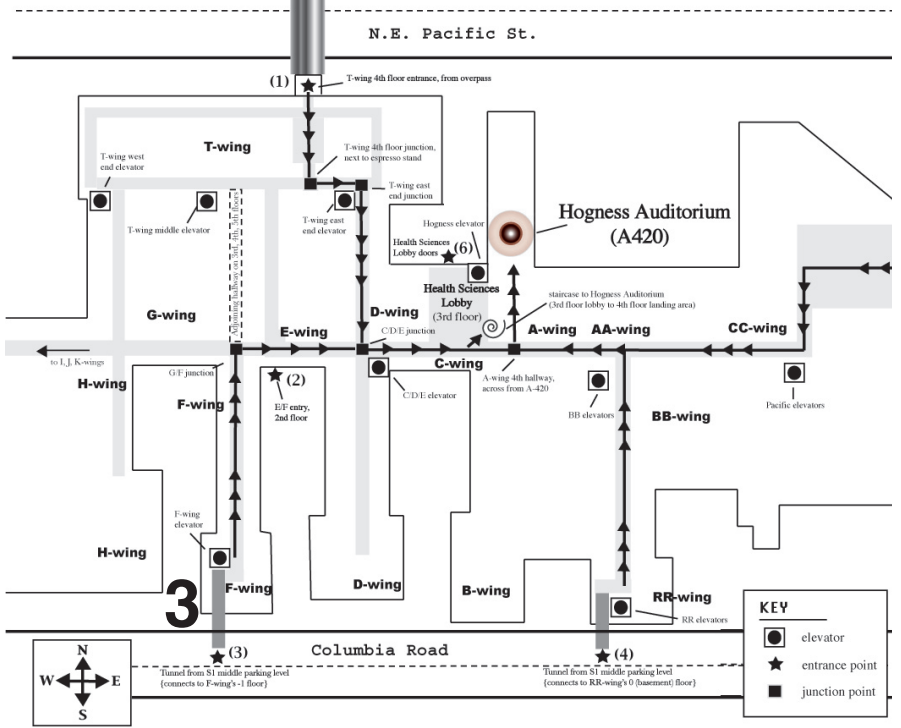 N.E. Pacific St.
(1)
T-wing 4th floor entrance, from overpass
T-wing
T-wing 4th floor junction,
next to espresso stand
T-wing west
end elevator
T-wing east
end junction
T-wing middle elevator
T-wing east
end elevator
Hogness elevator
Hogness Auditorium
(A420)
Health Sciences
Lobby doors
(6)
Adjoining hallway on 3rd, 4th, 5th floors
Health Sciences
Lobby
(3rd floor)
staircase to Hogness Auditorium
(3rd floor lobby to 4th floor landing area)
G-wing
D-wing
E-wing
C/D/E junction
A-wing
AA-wing
CC-wing
to I, J, K-wings
G/F junction
C-wing
H-wing
(2)
A-wing 4th hallway,
across from A-420
F-wing
E/F entry,
2nd floor
C/D/E elevator
BB elevators
BB-wing
Pacific elevators
F-wing
elevator
H-wing
3
F-wing
D-wing
B-wing
RR-wing
RR elevators
KEY
elevator
entrance point
junction point
N
W
E
S
(3)
Columbia Road
(4)
Tunnel from S1 middle parking level
{connects to F-wing's -1 floor}
Tunnel from S1 middle parking level
{connects to RR-wing's 0 (basement) floor}